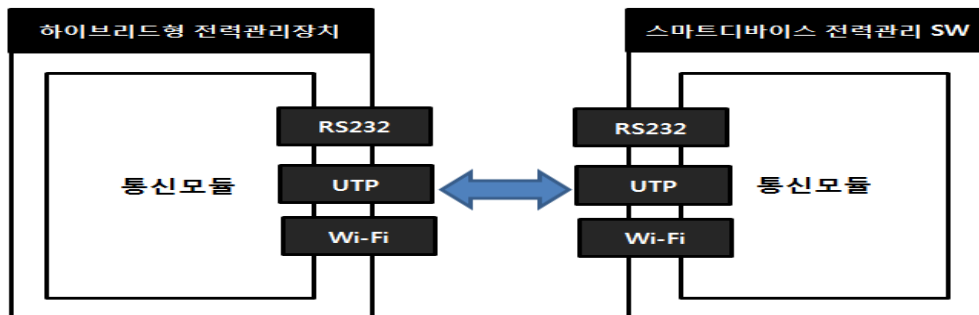 하이브리드형 전력관리장치
스마트디바이스 전력관리 SW
통신모듈
RS232
UTP
Wi-Fi
RS232
UTP
Wi-Fi
통신모듈